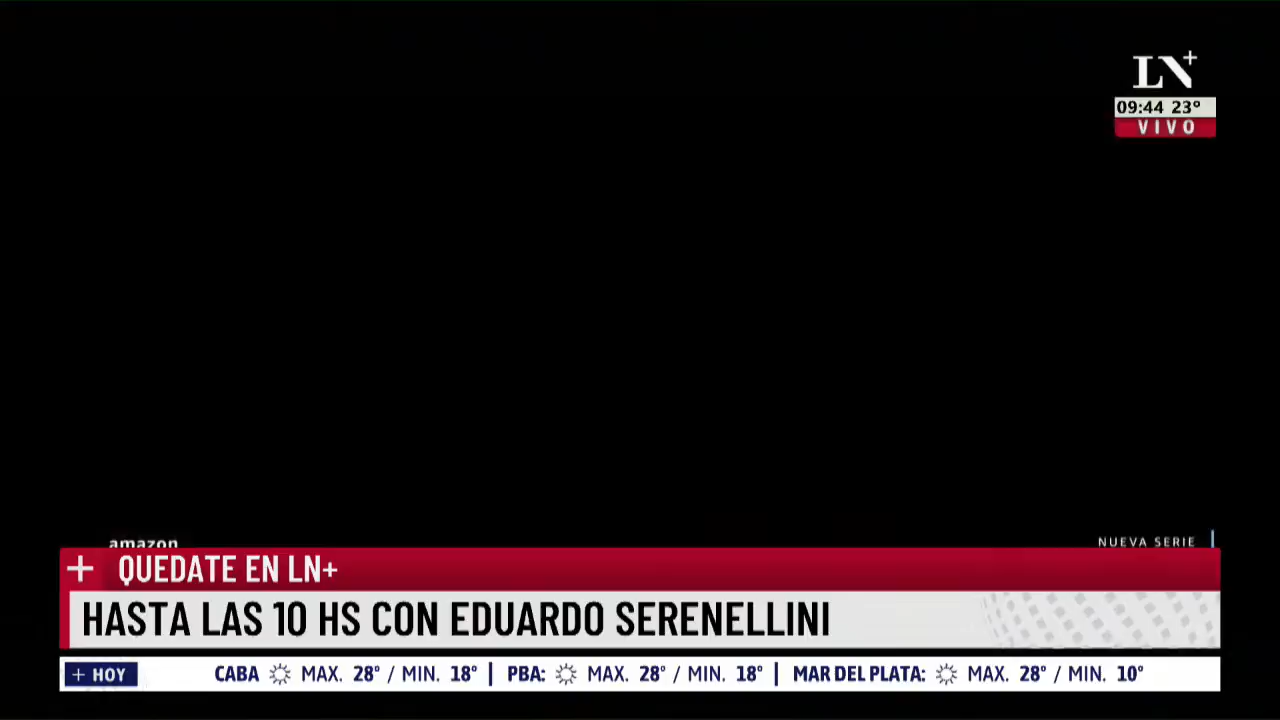 LN+
09:44 23°
VIVO
amazon
NUEVA SERIE
+ QUEDATE EN LN+
HASTA LAS 10 HS CON EDUARDO SERENELLINI
+ HOY CABA MAX. 28° / MIN. 18° | PBA: MAX. 28° / MIN. 18° | MAR DEL PLATA: MAX. 28° / MIN. 10°